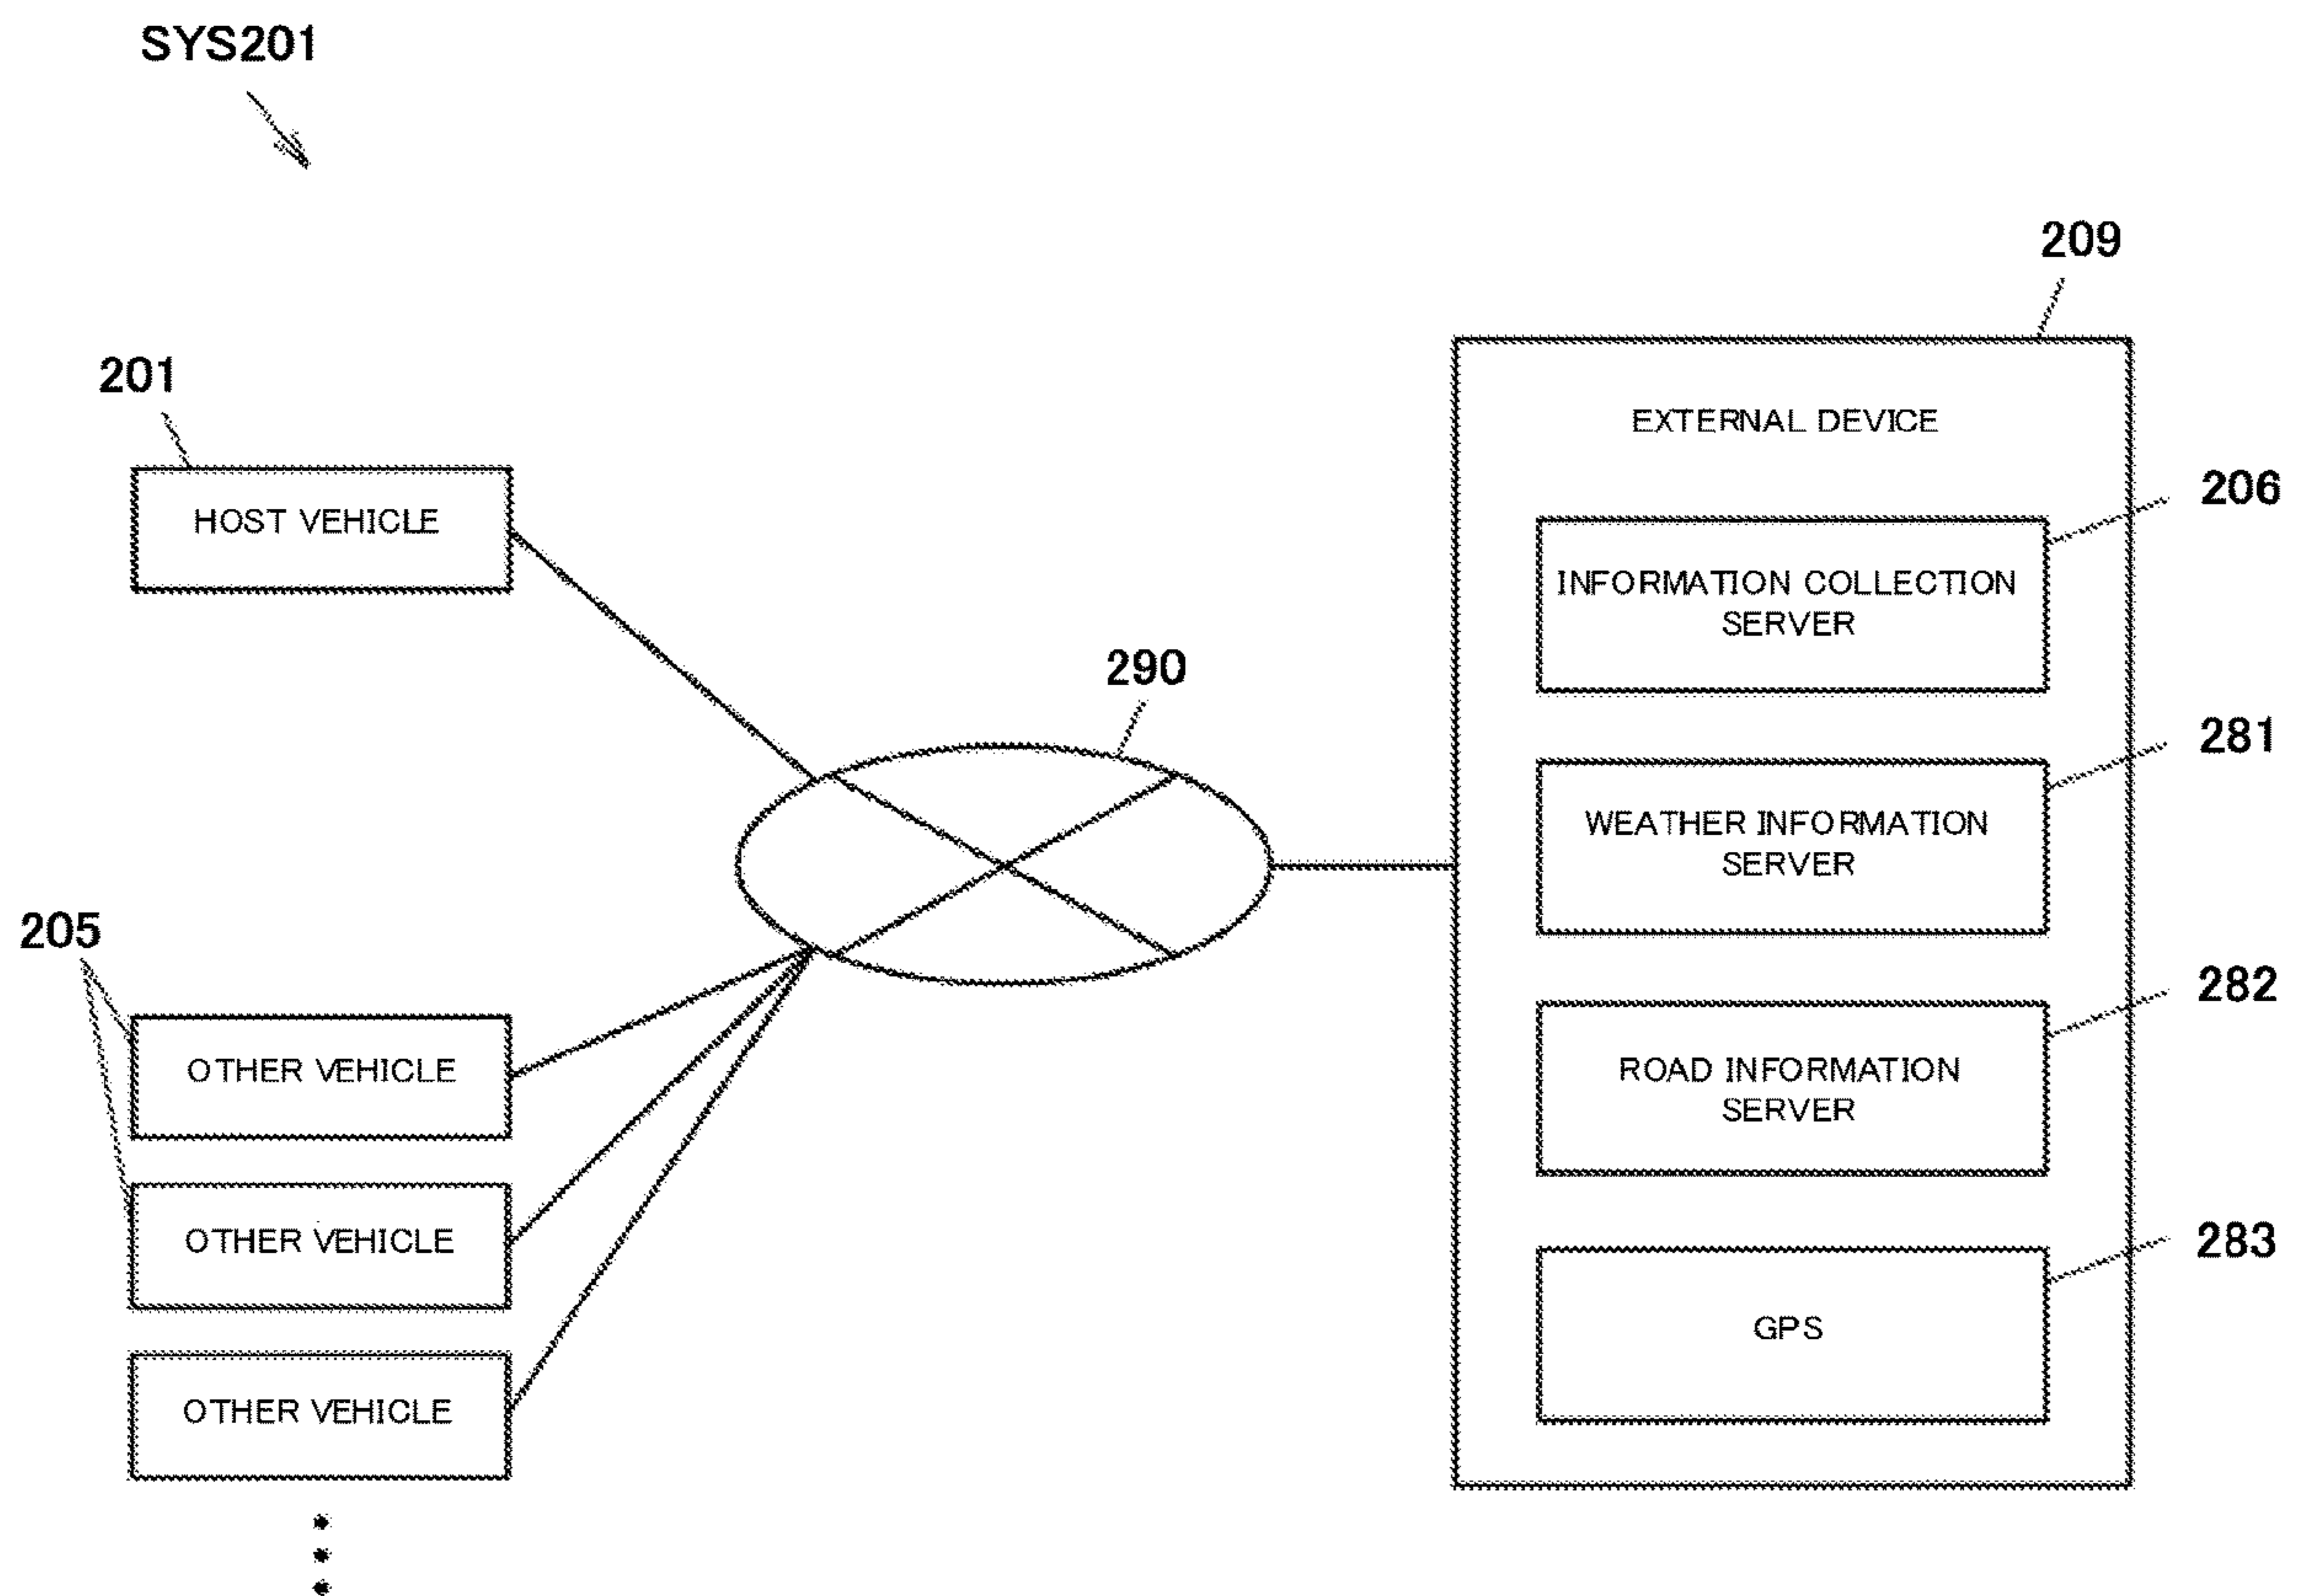 SYS201
209
201
EXTERNAL DEVICE
206
HOST VEHICLE
INFORMATION COLLECTION
SERVER
290
281
WEATHER INFORMATION
SERVER
205
282
OTHER VEHICLE
ROAD INFORMATION
SERVER
OTHER VEHICLE
283
GPS
OTHER VEHICLE